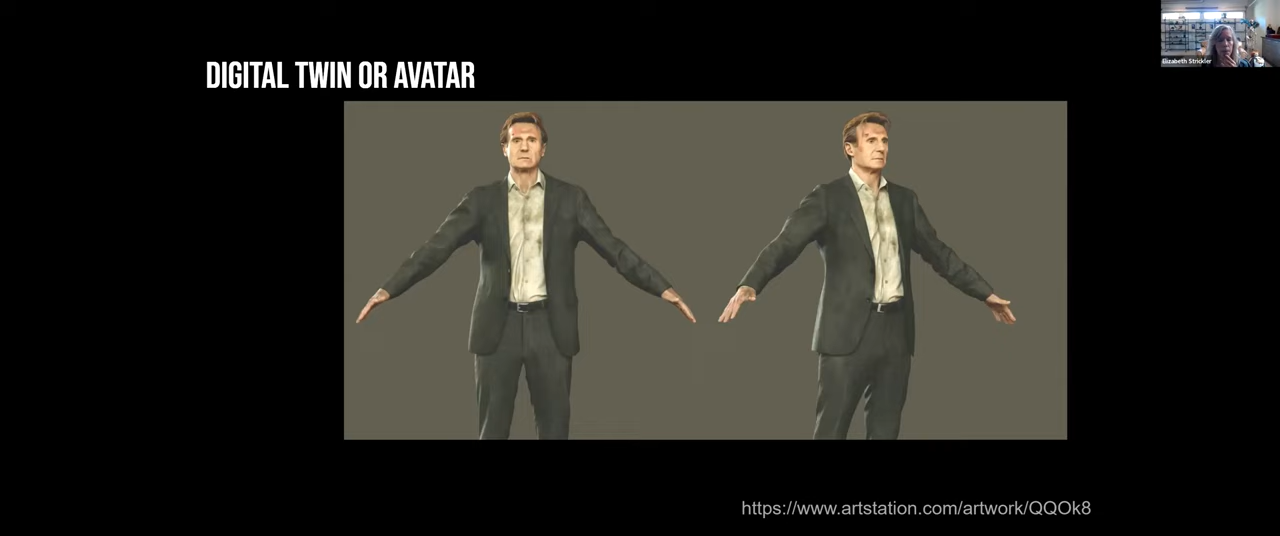 DIGITAL TWIN OR AVATAR
Elizabeth Strickler
https://www.artstation.com/artwork/QQOk8